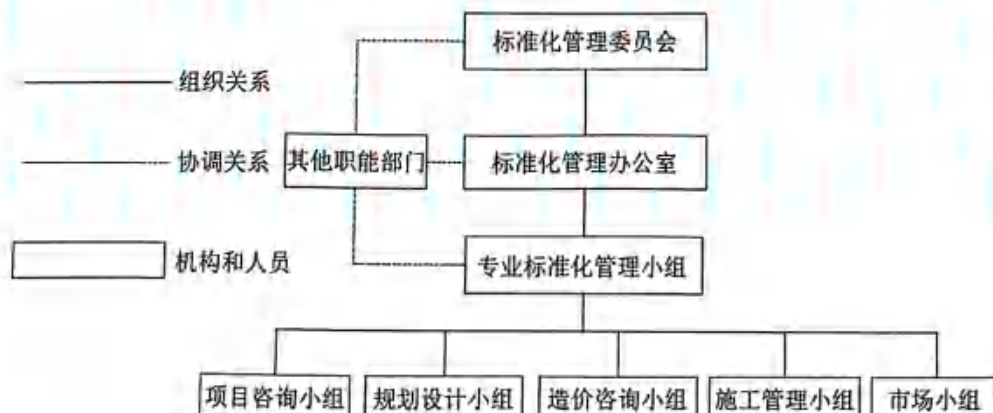 标准化管理委员会
组织关系
协调关系
其他职能部门
标准化管理办公室
机构和人员
专业标准化管理小组
项目咨询小组
规划设计小组
造价咨询小组
施工管理小组
市场小组